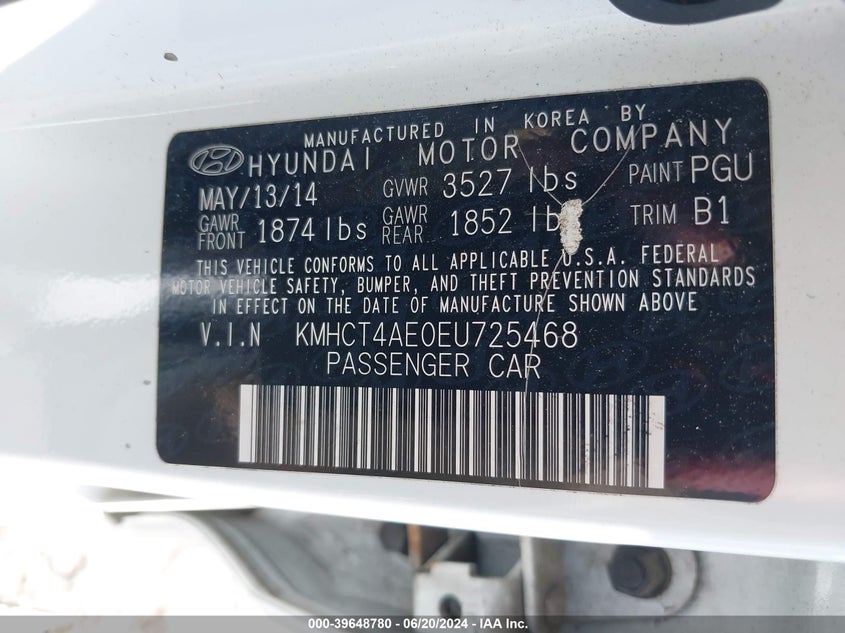 MANUFACTURED IN KOREA BY
HYUNDAI MOTOR COMPANY
MAY/13/14 GVWR 3527 lbs PAINT PGU
GAWR FRONT 1874 lbs GAWR REAR 1852 lb TRIM B1
THIS VEHICLE CONFORMS TO ALL APPLICABLE U.S.A. FEDERAL
MOTOR VEHICLE SAFETY, BUMPER, AND THEFT PREVENTION STANDARDS
IN EFFECT ON THE DATE OF MANUFACTURE SHOWN ABOVE
V.I.N KMHCT4AE0EU725468
PASSENGER CAR
000-39648780 - 06/20/2024 - IAA Inc.